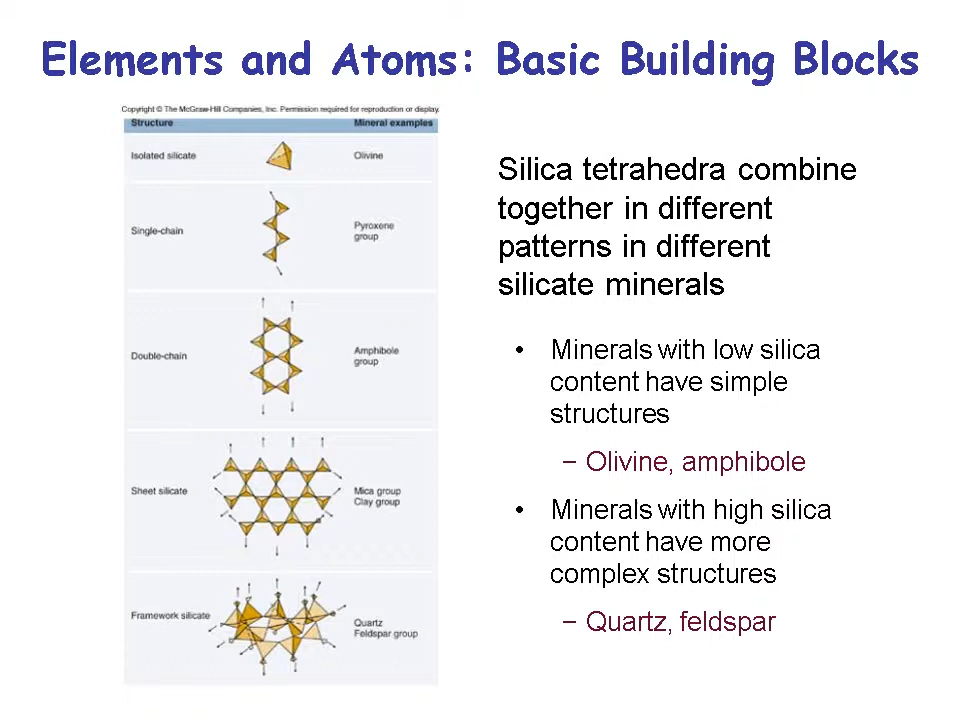 Elements and Atoms: Basic Building Blocks
Copyright © The McGraw-Hill Companies, Inc. Permission required for reproduction or display.
Structure Mineral examples
Isolated silicate Olivine
Single-chain Pyroxene
group
Double-chain Amphibole
group
Sheet silicate Mica group
Clay group
Framework silicate Quartz
Feldspar group
Silica tetrahedra combine
together in different
patterns in different
silicate minerals
• Minerals with low silica
content have simple
structures
– Olivine, amphibole
• Minerals with high silica
content have more
complex structures
– Quartz, feldspar